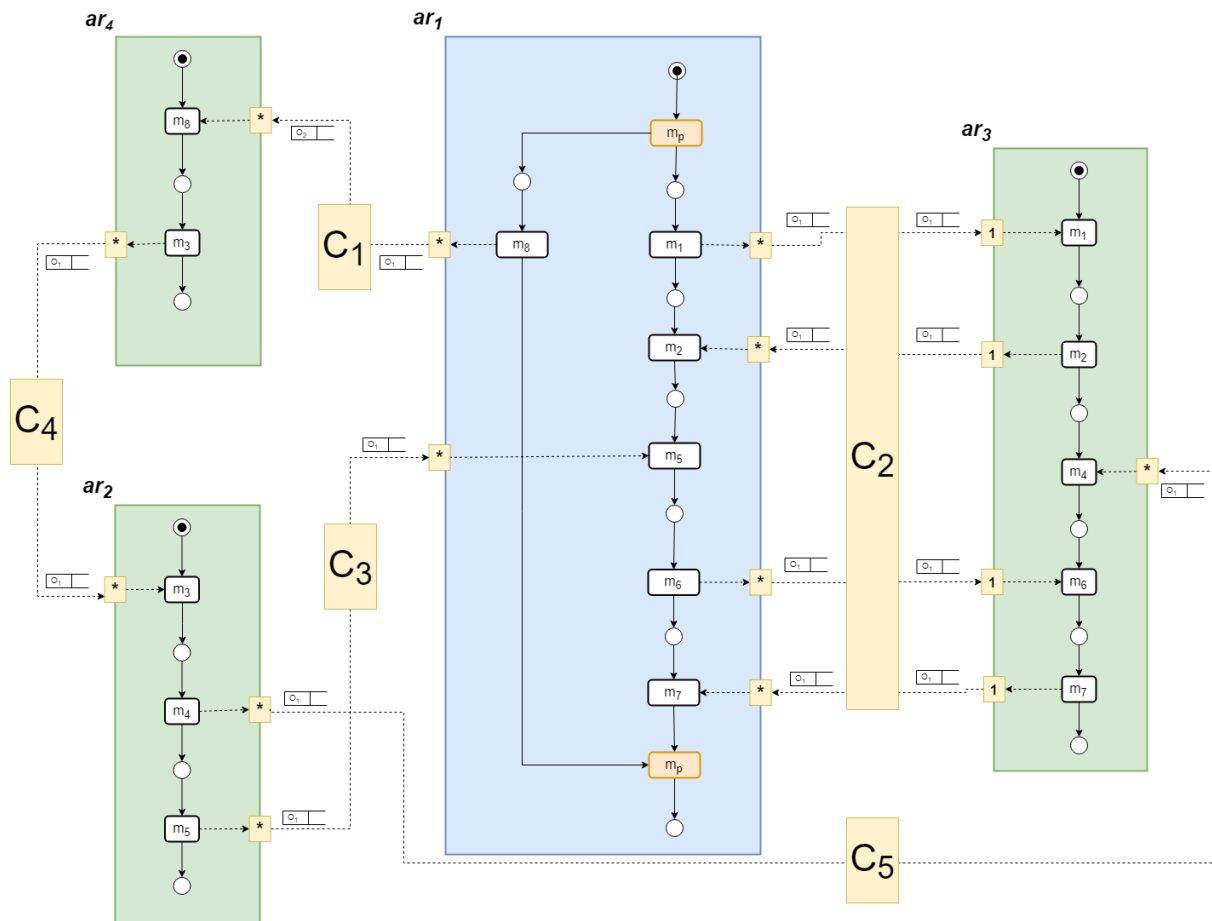 ar₄
m₈
*
O₂
m₃
*
O₁
C₄
C₁
ar₁
m_p
m₈
*
O₁
m₁
*
O₁
m₂
*
O₁
m₅
*
O₁
m₆
*
O₁
m₇
*
O₁
m_p
C₂
ar₃
O₁
1
m₁
O₁
1
m₂
m₄
*
O₁
O₁
1
m₆
O₁
1
m₇
ar₂
O₁
*
m₃
m₄
*
O₁
m₅
*
O₁
C₃
C₅